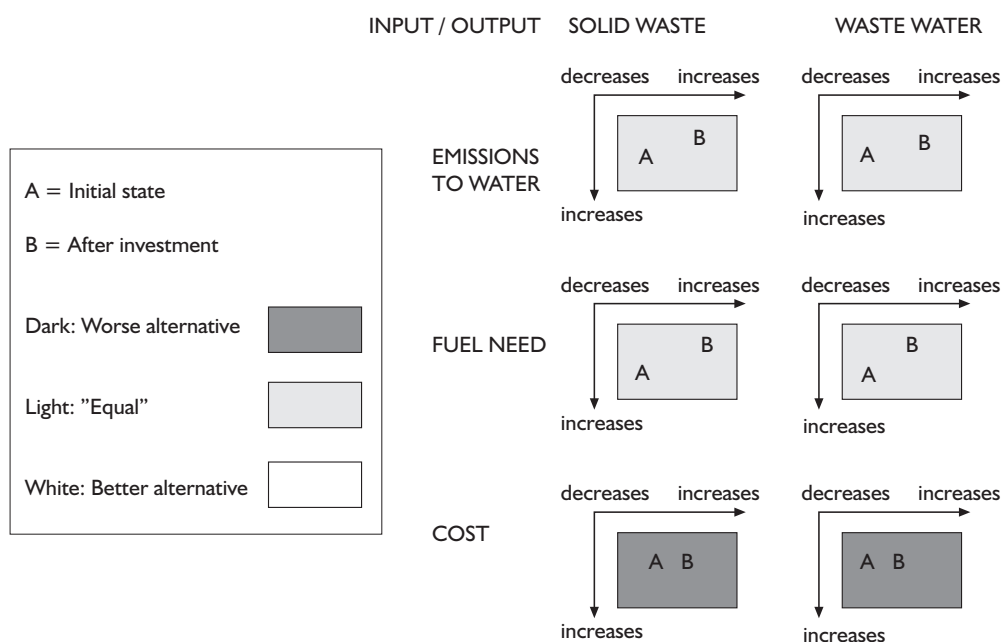 INPUT / OUTPUT SOLID WASTE WASTE WATER
decreases increases decreases increases
EMISSIONS
TO WATER
A B
A B
increases increases
A = Initial state
B = After investment
Dark: Worse alternative
Light: ”Equal”
White: Better alternative
decreases increases decreases increases
FUEL NEED
B B
A A
increases increases
decreases increases decreases increases
COST
A B A B
increases increases